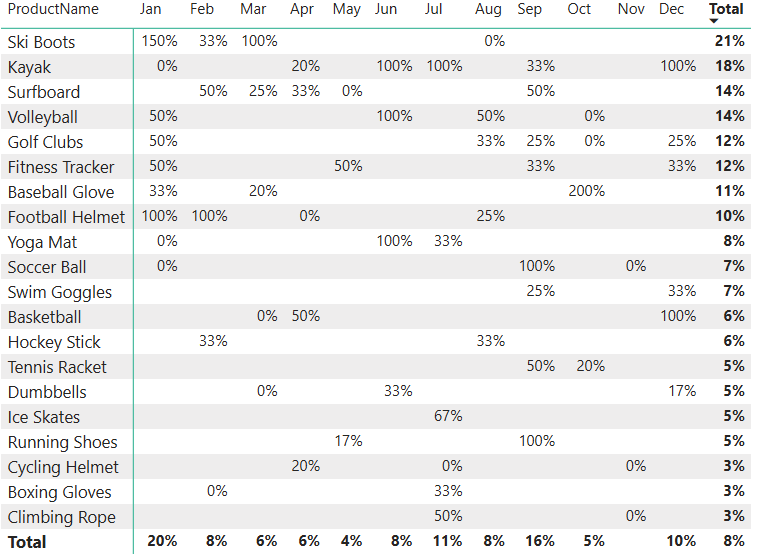 ProductName Jan Feb Mar Apr May Jun Jul Aug Sep Oct Nov Dec Total
Ski Boots 150% 33% 100% 0% 21%
Kayak 0% 20% 100% 100% 33% 100% 18%
Surfboard 50% 25% 33% 0% 50% 14%
Volleyball 50% 100% 50% 0% 14%
Golf Clubs 50% 33% 25% 0% 25% 12%
Fitness Tracker 50% 50% 33% 33% 12%
Baseball Glove 33% 20% 200% 11%
Football Helmet 100% 100% 0% 25% 10%
Yoga Mat 0% 100% 33% 8%
Soccer Ball 0% 100% 0% 7%
Swim Goggles 25% 33% 7%
Basketball 0% 50% 100% 6%
Hockey Stick 33% 33% 6%
Tennis Racket 50% 20% 5%
Dumbbells 0% 33% 17% 5%
Ice Skates 67% 5%
Running Shoes 17% 100% 5%
Cycling Helmet 20% 0% 0% 3%
Boxing Gloves 0% 33% 3%
Climbing Rope 50% 0% 3%
Total 20% 8% 6% 6% 4% 8% 11% 8% 16% 5% 10% 8%